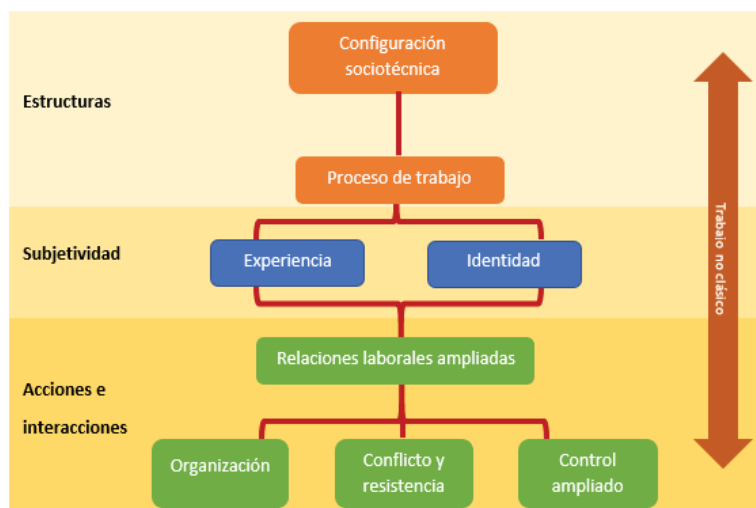 Configuración
sociotécnica
Estructuras
Proceso de trabajo
Subjetividad
Experiencia
Identidad
Trabajo no clásico
Relaciones laborales ampliadas
Acciones e
interacciones
Organización
Conflicto y
resistencia
Control
ampliado